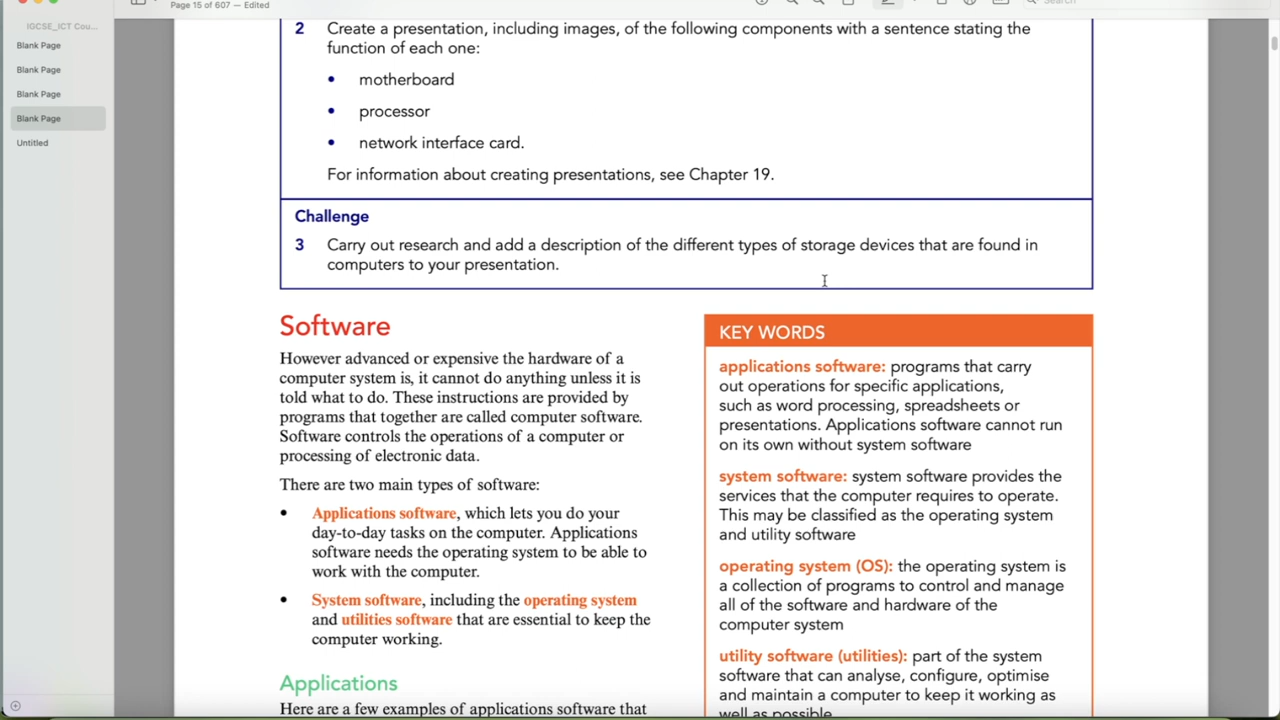 Page 15 of 607 — Edited
Search
IGCSE_ICT Cou...
Blank Page
Blank Page
Blank Page
Blank Page
Untitled
2 Create a presentation, including images, of the following components with a sentence stating the
function of each one:
• motherboard
• processor
• network interface card.
For information about creating presentations, see Chapter 19.
Challenge
3 Carry out research and add a description of the different types of storage devices that are found in
computers to your presentation.
Software
However advanced or expensive the hardware of a
computer system is, it cannot do anything unless it is
told what to do. These instructions are provided by
programs that together are called computer software.
Software controls the operations of a computer or
processing of electronic data.
There are two main types of software:
• Applications software, which lets you do your
day-to-day tasks on the computer. Applications
software needs the operating system to be able to
work with the computer.
• System software, including the operating system
and utilities software that are essential to keep the
computer working.
Applications
Here are a few examples of applications software that
KEY WORDS
applications software: programs that carry
out operations for specific applications,
such as word processing, spreadsheets or
presentations. Applications software cannot run
on its own without system software
system software: system software provides the
services that the computer requires to operate.
This may be classified as the operating system
and utility software
operating system (OS): the operating system is
a collection of programs to control and manage
all of the software and hardware of the
computer system
utility software (utilities): part of the system
software that can analyse, configure, optimise
and maintain a computer to keep it working as
well as possible